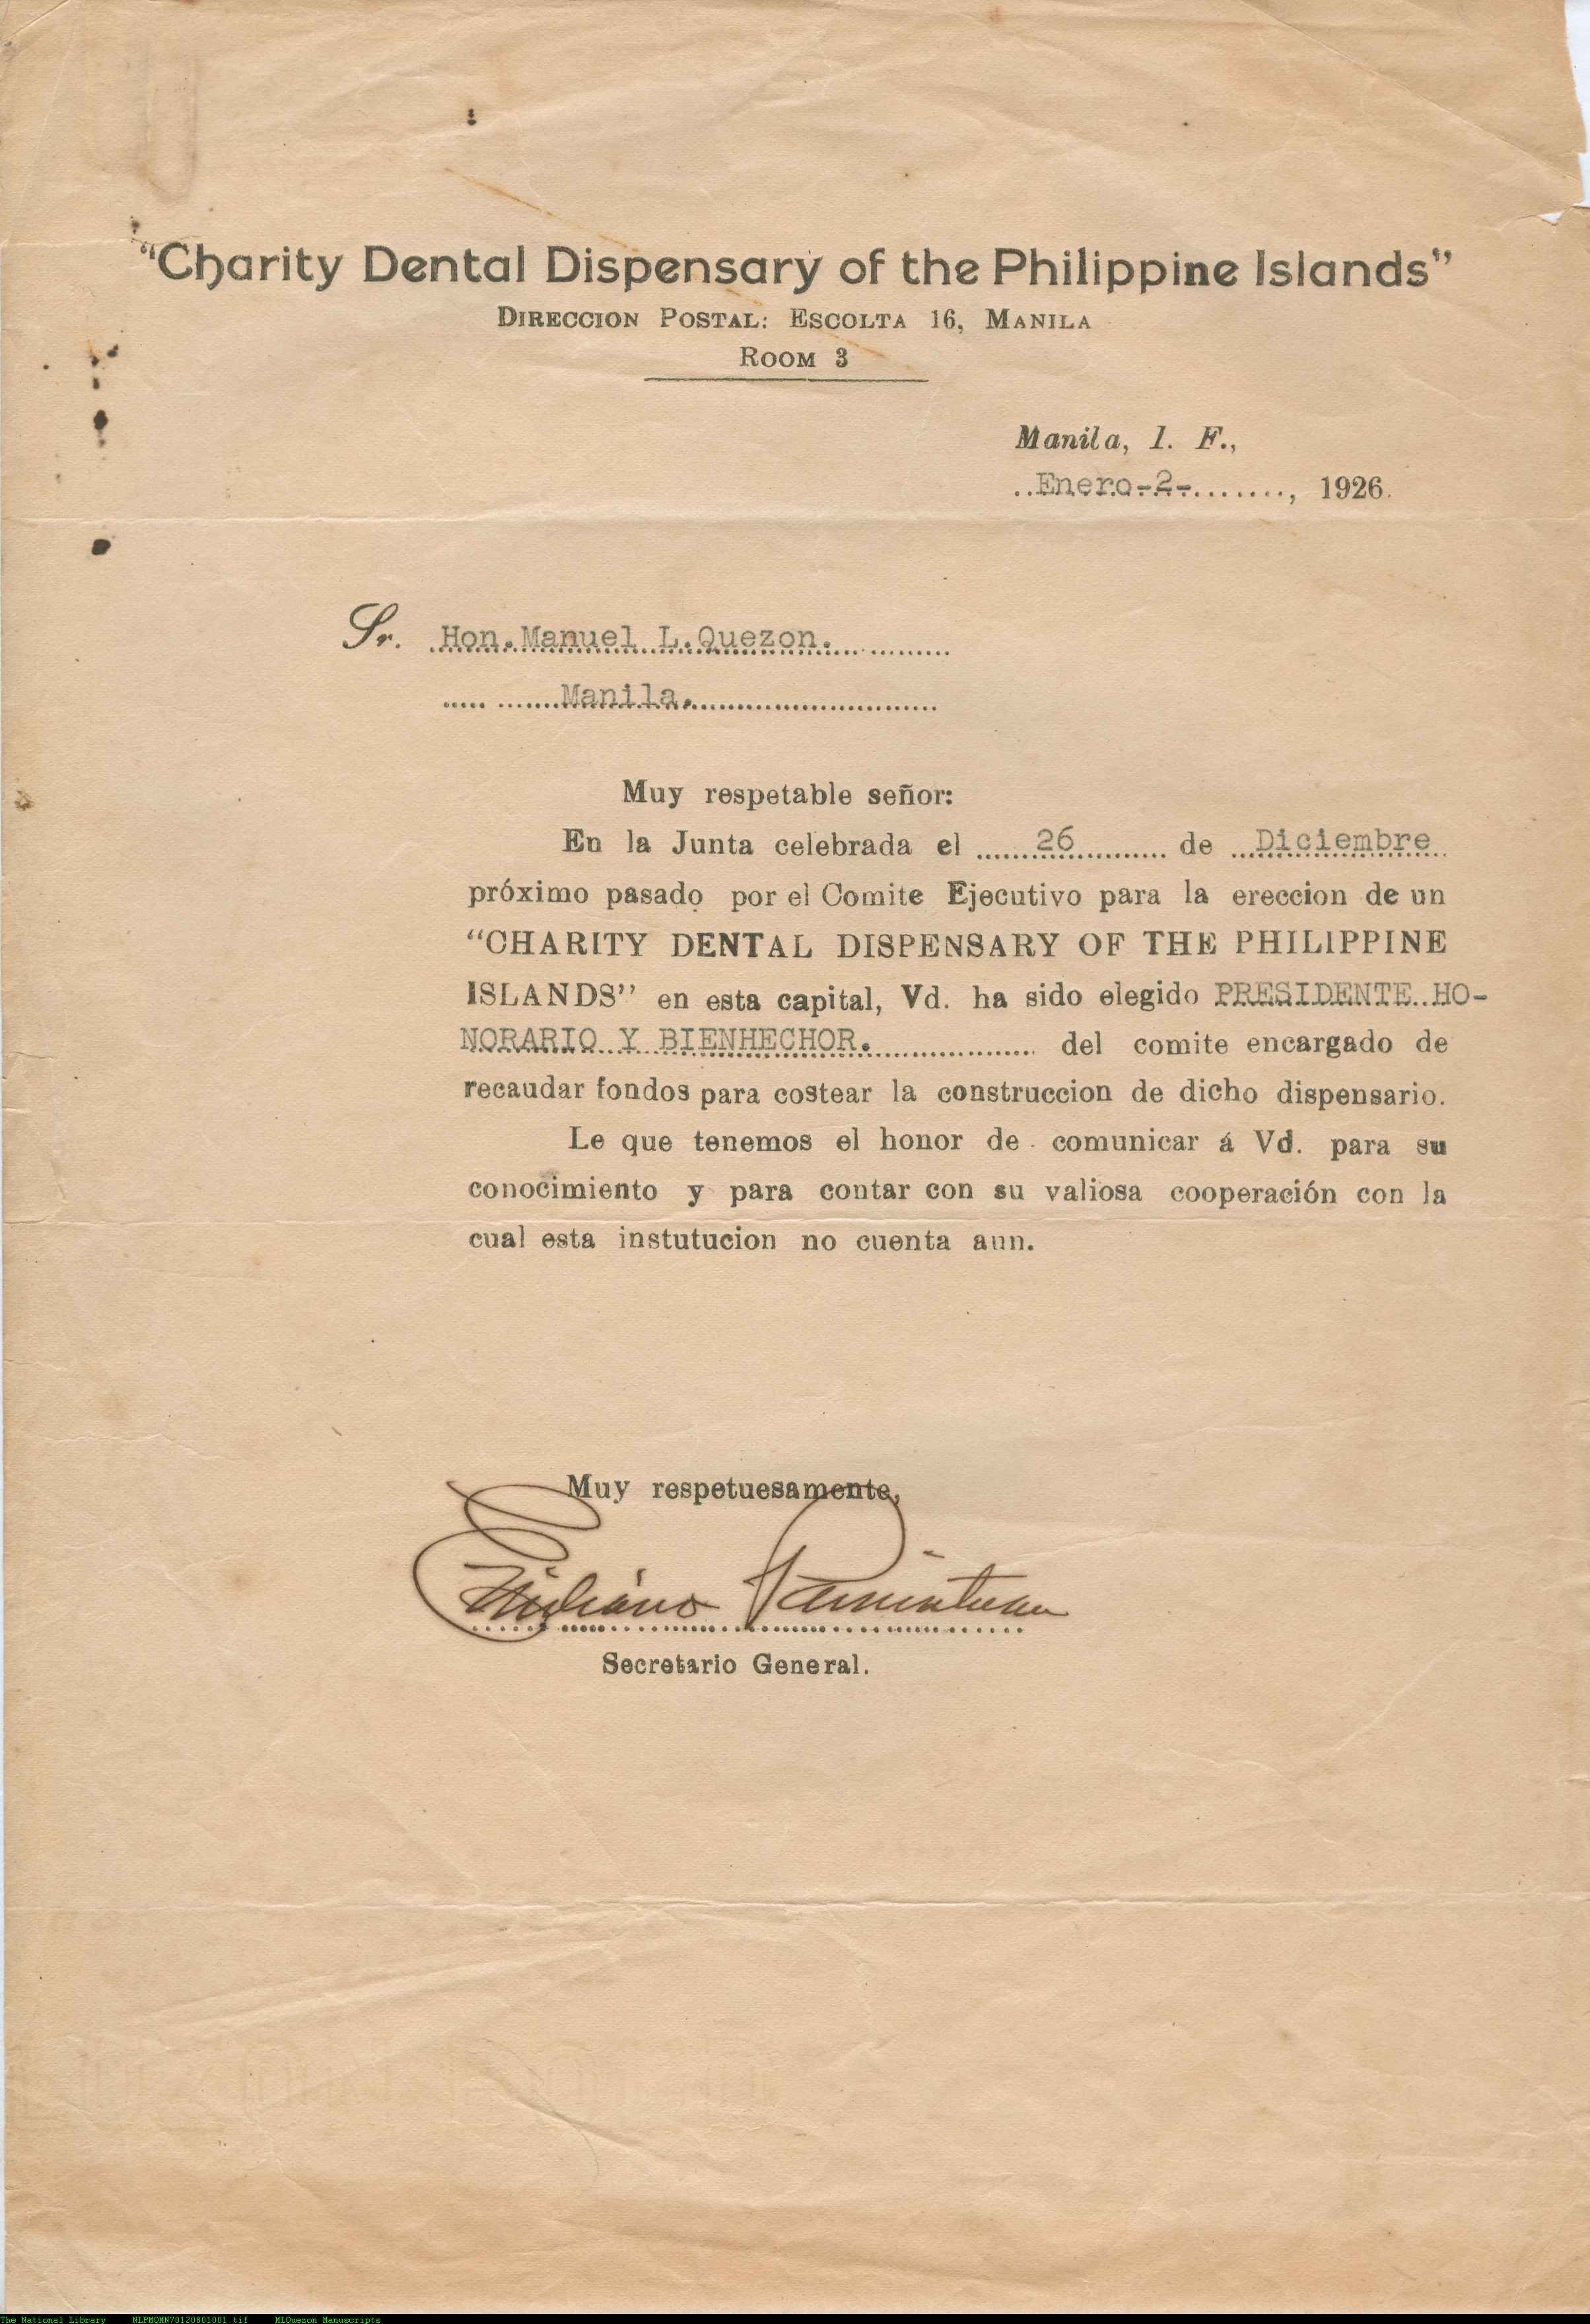 "Charity Dental Dispensary of the Philippine Islands"
DIRECCION POSTAL: ESCOLTA 16, MANILA
ROOM 3
Manila, I. F.,
..Enero-2-........, 1926.
Sr. Hon.Manuel L.Quezon.
Manila.
Muy respetable señor:
En la Junta celebrada el ......26.......... de ..Diciembre
próximo pasado por el Comite Ejecutivo para la ereccion de un
"CHARITY DENTAL DISPENSARY OF THE PHILIPPINE
ISLANDS" en esta capital, Vd. ha sido elegido PRESIDENTE..HO-
NORARIO Y BIENHECHOR. .............. del comite encargado de
recaudar fondos para costear la construccion de dicho dispensario.
Le que tenemos el honor de comunicar á Vd. para su
conocimiento y para contar con su valiosa cooperación con la
cual esta instutucion no cuenta aun.
Muy respetuesamente,
Pamintuan
Secretario General.
The National Library NLPMQMN70120801001.tif MLQuezon Manuscripts